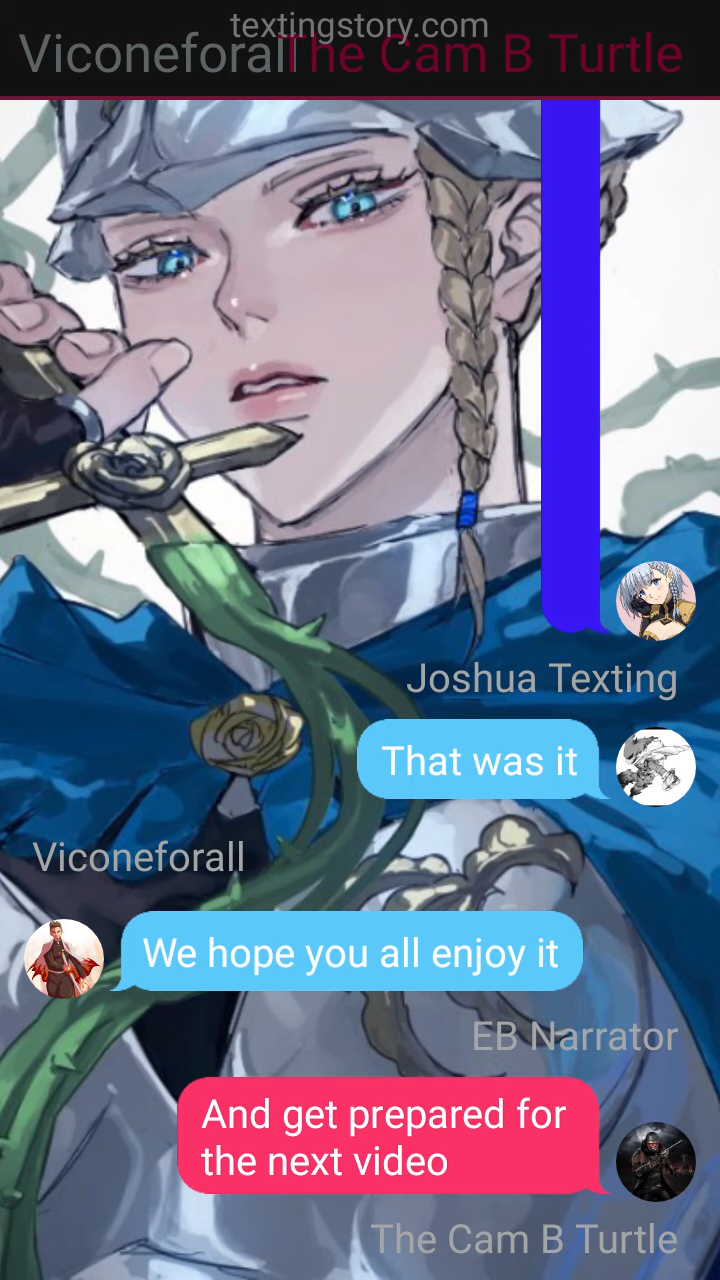 textingstory.com
Viconeforall
The Cam B Turtle
Joshua Texting
That was it
Viconeforall
We hope you all enjoy it
EB Narrator
And get prepared for
the next video
The Cam B Turtle